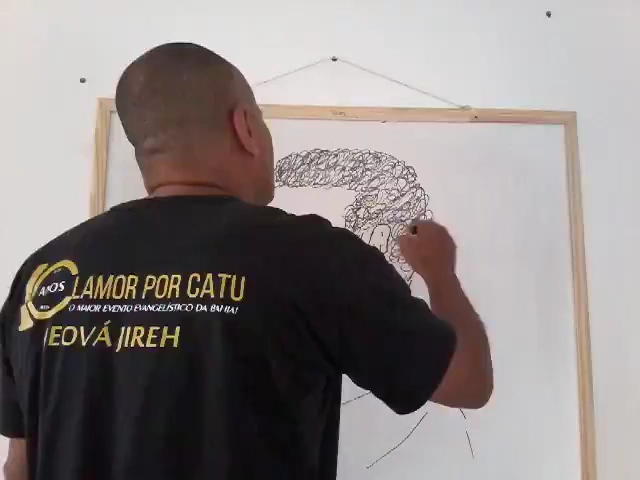 ANOS
CLAMOR POR CATU
O MAIOR EVENTO EVANGELÍSTICO DA BAHIA!
JEOVÁ JIREH